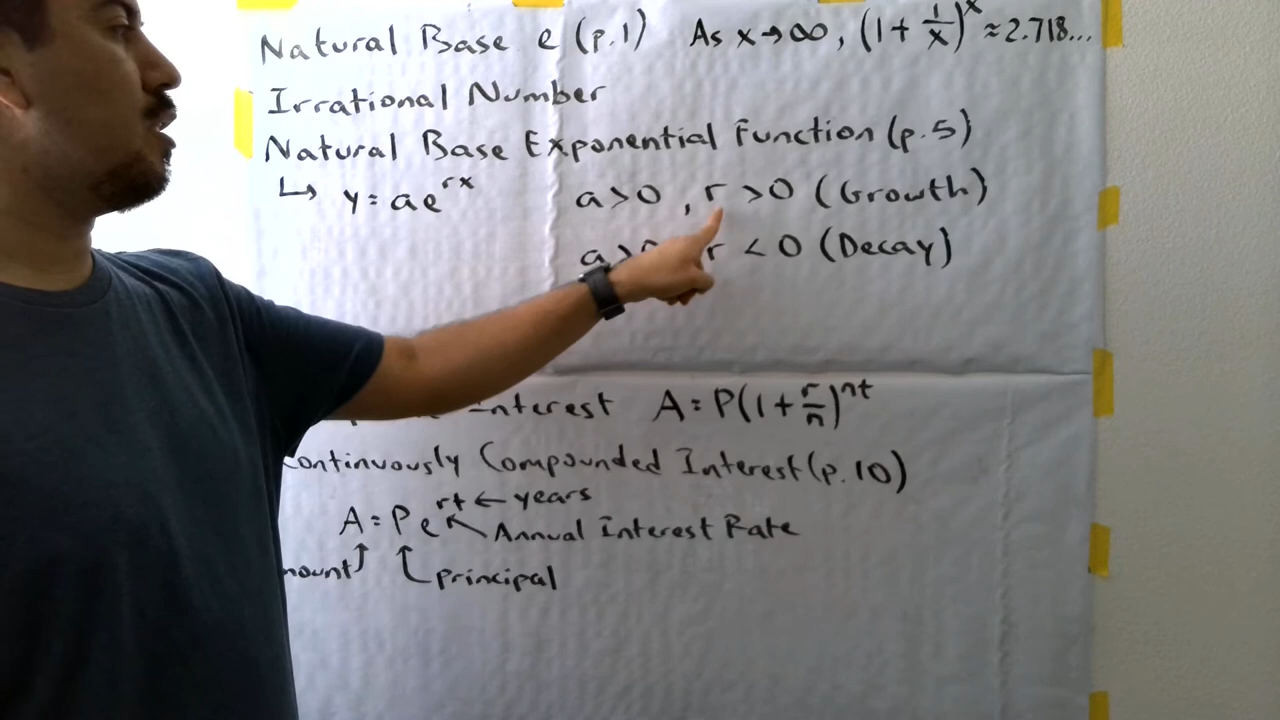 Natural Base e (p.1) As x→∞, (1+1/x)^x ≈2.718...
Irrational Number
Natural Base Exponential Function (p.5)
↳ y=ae^rx a>0, r>0 (Growth)
r<0 (Decay)
Interest A=P(1+r/n)^nt
Continuously Compounded Interest (p.10)
A=Pe^rt ← years
Annual Interest Rate
principal